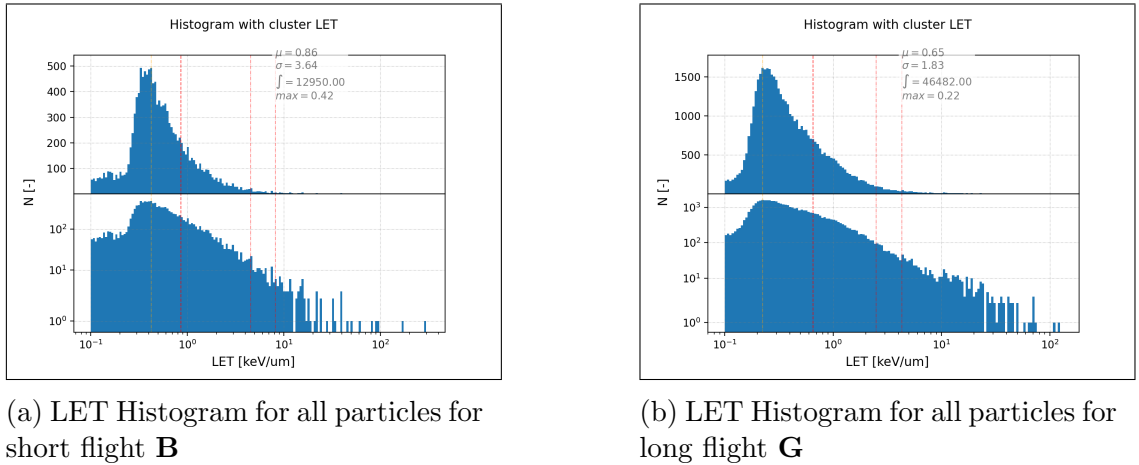 Histogram with cluster LET
μ = 0.86
σ = 3.64
∫ = 12950.00
max = 0.42
500
400
300
200
100
N [-]
10²
10¹
10⁰
10⁻¹ 10⁰ 10¹ 10²
LET [keV/um]
(a) LET Histogram for all particles for
short flight B
Histogram with cluster LET
μ = 0.65
σ = 1.83
∫ = 46482.00
max = 0.22
1500
1000
500
N [-]
10³
10²
10¹
10⁰
10⁻¹ 10⁰ 10¹ 10²
LET [keV/um]
(b) LET Histogram for all particles for
long flight G